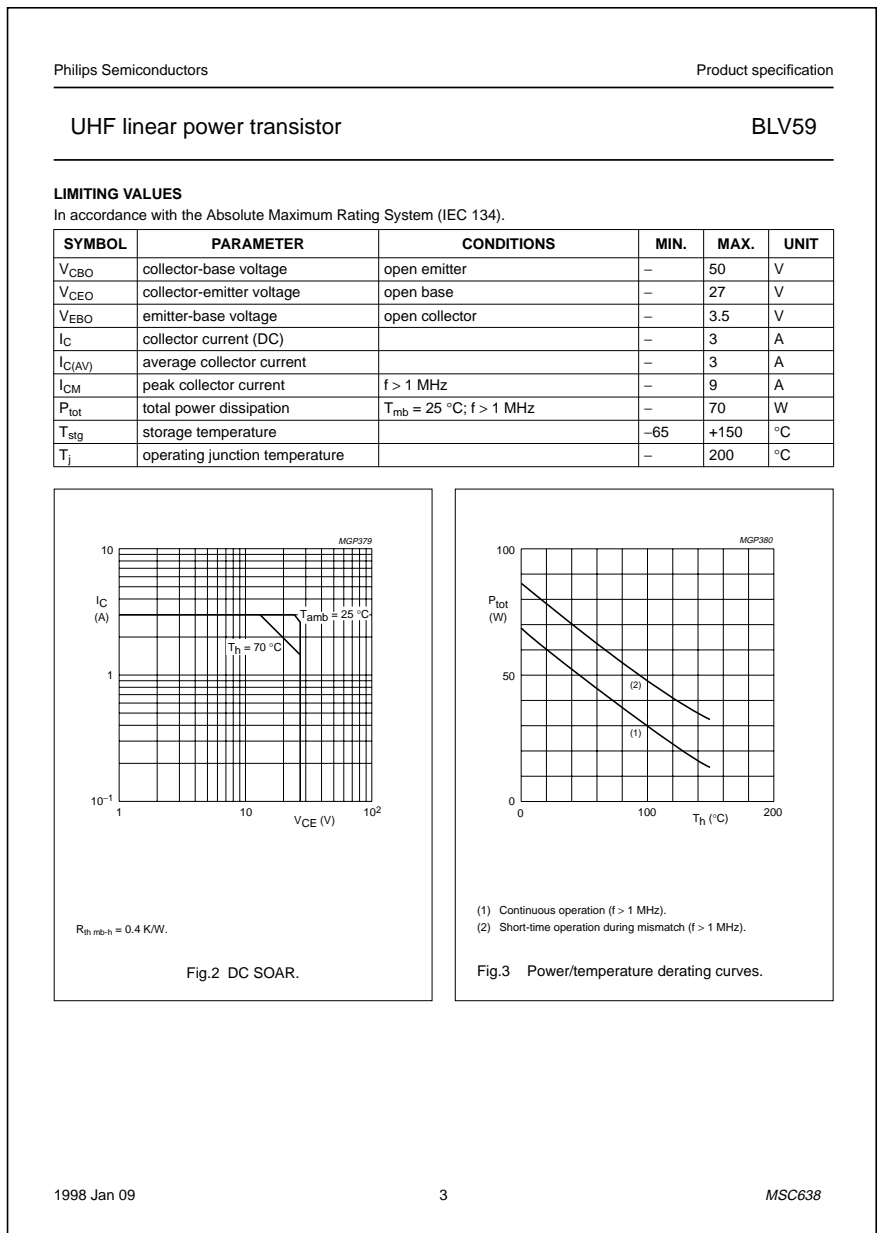 Philips Semiconductors Product specification
UHF linear power transistor BLV59
LIMITING VALUES
In accordance with the Absolute Maximum Rating System (IEC 134).
SYMBOL PARAMETER CONDITIONS MIN. MAX. UNIT
VCBO collector-base voltage open emitter – 50 V
VCEO collector-emitter voltage open base – 27 V
VEBO emitter-base voltage open collector – 3.5 V
IC collector current (DC) – 3 A
IC(AV) average collector current – 3 A
ICM peak collector current f > 1 MHz – 9 A
Ptot total power dissipation Tmb = 25 °C; f > 1 MHz – 70 W
Tstg storage temperature –65 +150 °C
Tj operating junction temperature – 200 °C
MGP379
10
IC
(A)
Tamb = 25 °C
Th = 70 °C
1
10–1
1 10 102
VCE (V)
Rth mb-h = 0.4 K/W.
Fig.2 DC SOAR.
MGP380
100
Ptot
(W)
50
(2)
(1)
0
0 100 200
Th (°C)
(1) Continuous operation (f > 1 MHz).
(2) Short-time operation during mismatch (f > 1 MHz).
Fig.3 Power/temperature derating curves.
1998 Jan 09 3 MSC638